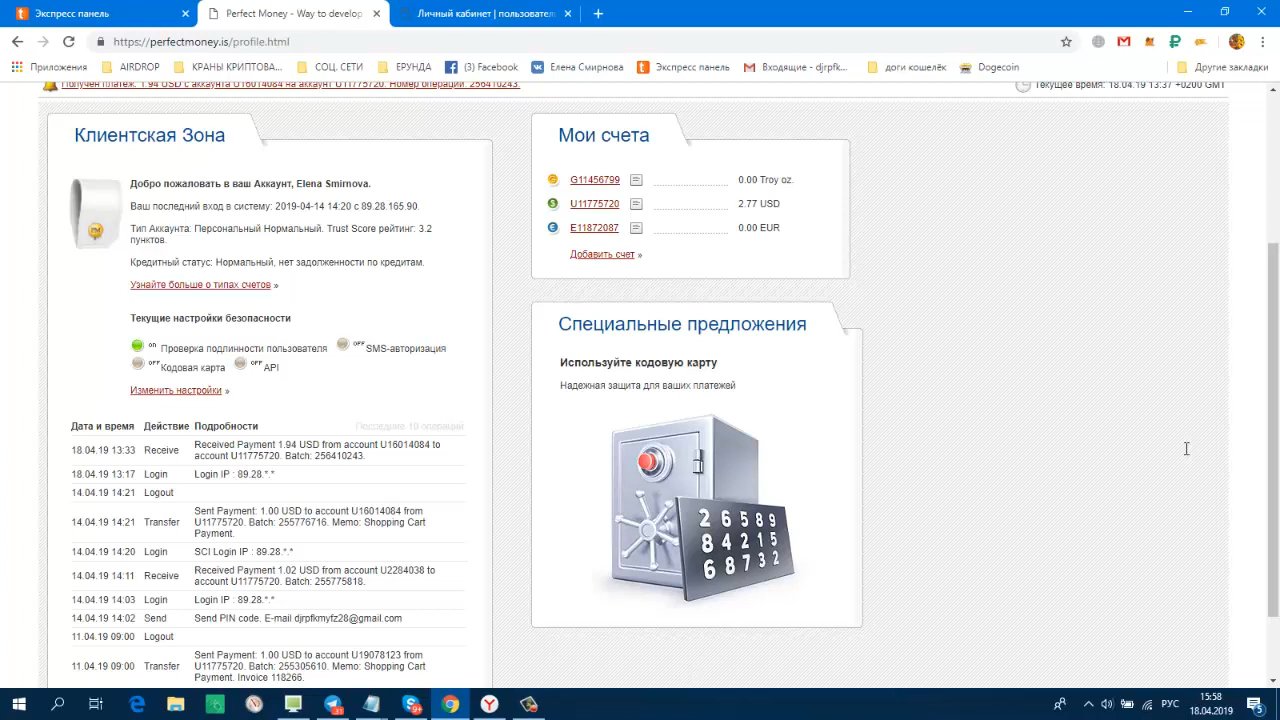 Экспресс панель
Perfect Money - Way to develop
Личный кабинет | пользовател
https://perfectmoney.is/profile.html
Приложения
AIRDROP
КРАНЫ КРИПТОВА...
СОЦ. СЕТИ
ЕРУНДА
(3) Facebook
Елена Смирнова
Экспресс панель
Входящие - djrpfk...
доги кошелёк
Dogecoin
Другие закладки
Получен платеж. 1.94 USD с аккаунта U16014084 на аккаунт U11775720. Номер операции: 256410243.
Текущее время: 18.04.19 13:37 +0200 GMT
Клиентская Зона
Добро пожаловать в ваш Аккаунт, Elena Smirnova.
Ваш последний вход в систему: 2019-04-14 14:20 с 89.28.165.90.
Тип Аккаунта: Персональный Нормальный. Trust Score рейтинг: 3.2
пунктов.
Кредитный статус: Нормальный, нет задолженности по кредитам.
Узнайте больше о типах счетов »
Текущие настройки безопасности
ON Проверка подлинности пользователя OFF SMS-авторизация
OFF Кодовая карта OFF API
Изменить настройки »
Дата и время Действие Подробности Последние 10 операций
18.04.19 13:33 Receive Received Payment 1.94 USD from account U16014084 to
account U11775720. Batch: 256410243.
18.04.19 13:17 Login Login IP : 89.28.*.*
14.04.19 14:21 Logout
14.04.19 14:21 Transfer Sent Payment: 1.00 USD to U16014084 from
U11775720. Batch: 255776716. Memo: Shopping Cart
Payment.
14.04.19 14:20 Login SCI Login IP : 89.28.*.*
14.04.19 14:11 Receive Received Payment 1.02 USD from account U2284038 to
account U11775720. Batch: 255775818.
14.04.19 14:03 Login Login IP : 89.28.*.*
14.04.19 14:02 Send Send PIN code. E-mail djrpfkmyfz28@gmail.com
11.04.19 09:00 Logout
11.04.19 09:00 Transfer Sent Payment: 1.00 USD to U19078123 from
U11775720. Batch: 255305610. Memo: Shopping Cart
Payment. Invoice 118266.
Мои счета
G11456799 0.00 Troy oz.
U11775720 2.77 USD
E11872087 0.00 EUR
Добавить счет »
Специальные предложения
Используйте кодовую карту
Надежная защита для ваших платежей
2 6 5 8 9
8 4 2 1 5
6 8 7 3 2
РУС
15:58
18.04.2019